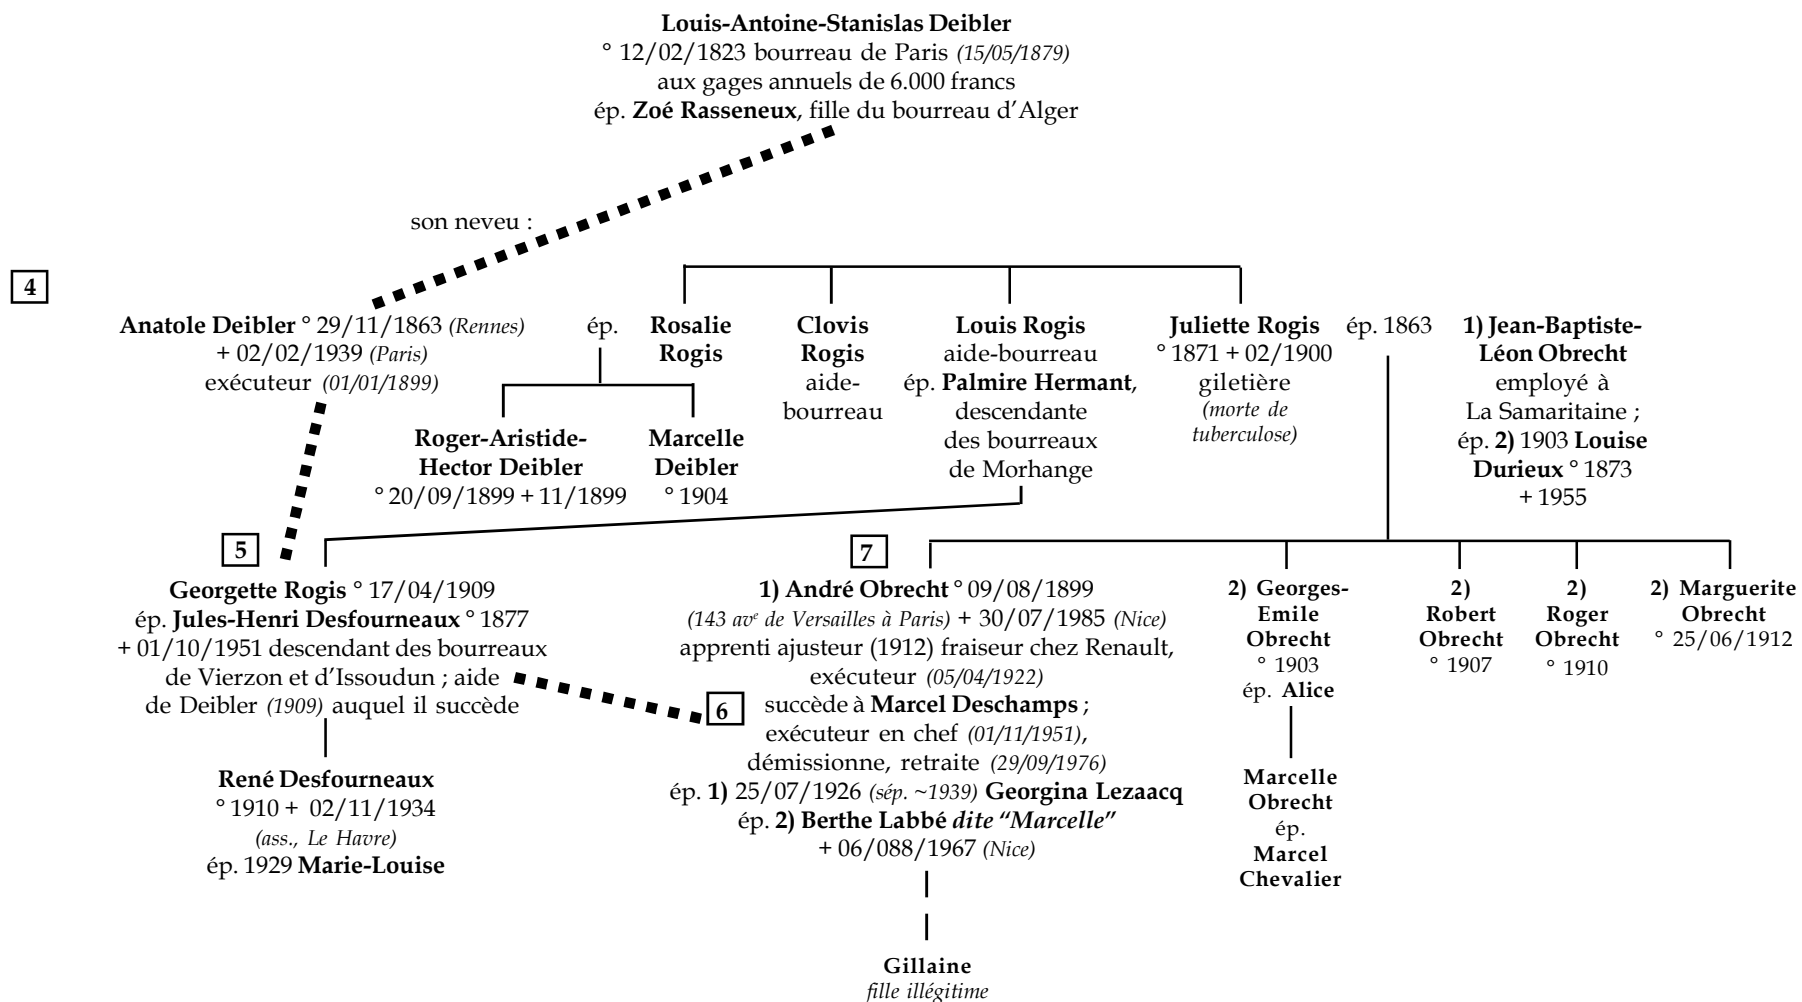 Louis-Antoine-Stanislas Deibler
° 12/02/1823 bourreau de Paris (15/05/1879)
aux gages annuels de 6.000 francs
ép. Zoé Rasseneux, fille du bourreau d'Alger
son neveu :
4
Anatole Deibler ° 29/11/1863 (Rennes)
+ 02/02/1939 (Paris)
exécuteur (01/01/1899)
ép.
Rosalie
Rogis
Clovis
Rogis
aide-
bourreau
Louis Rogis
aide-bourreau
ép. Palmire Hermant,
descendante
des bourreaux
de Morhange
Juliette Rogis
° 1871 + 02/1900
giletière
(morte de
tuberculose)
ép. 1863
1) Jean-Baptiste-
Léon Obrecht
employé à
La Samaritaine ;
ép. 2) 1903 Louise
Durieux ° 1873
+ 1955
Roger-Aristide-
Hector Deibler
° 20/09/1899 + 11/1899
Marcelle
Deibler
° 1904
5
Georgette Rogis ° 17/04/1909
ép. Jules-Henri Desfourneaux ° 1877
+ 01/10/1951 descendant des bourreaux
de Vierzon et d'Issoudun ; aide
de Deibler (1909) auquel il succède
René Desfourneaux
° 1910 + 02/11/1934
(ass., Le Havre)
ép. 1929 Marie-Louise
7
1) André Obrecht ° 09/08/1899
(143 ave de Versailles à Paris) + 30/07/1985 (Nice)
apprenti ajusteur (1912) fraiseur chez Renault,
exécuteur (05/04/1922)
6
succède à Marcel Deschamps ;
exécuteur en chef (01/11/1951),
démissionne, retraite (29/09/1976)
ép. 1) 25/07/1926 (sép. ~1939) Georgina Lezaacq
ép. 2) Berthe Labbé dite "Marcelle"
+ 06/088/1967 (Nice)
Gillaine
fille illégitime
2) Georges-
Emile
Obrecht
° 1903
ép. Alice
Marcelle
Obrecht
ép.
Marcel
Chevalier
2)
Robert
Obrecht
° 1907
2)
Roger
Obrecht
° 1910
2) Marguerite
Obrecht
° 25/06/1912